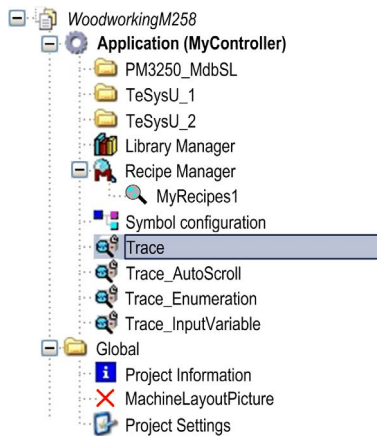 WoodworkingM258
Application (MyController)
PM3250_MdbSL
TeSysU_1
TeSysU_2
Library Manager
Recipe Manager
MyRecipes1
Symbol configuration
Trace
Trace_AutoScroll
Trace_Enumeration
Trace_InputVariable
Global
Project Information
MachineLayoutPicture
Project Settings